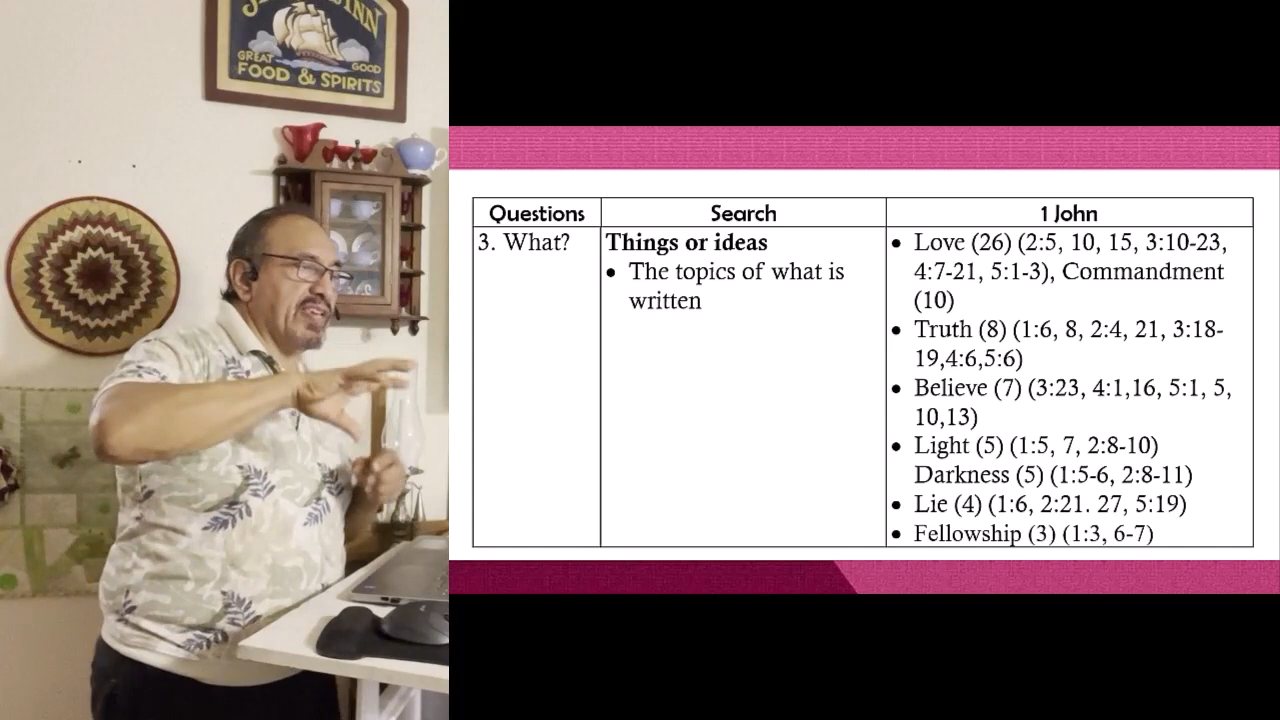 INN
GREAT GOOD
FOOD & SPIRITS
Questions Search 1 John
3. What? Things or ideas
• The topics of what is
written
• Love (26) (2:5, 10, 15, 3:10-23,
4:7-21, 5:1-3), Commandment
(10)
• Truth (8) (1:6, 8, 2:4, 21, 3:18-
19,4:6,5:6)
• Believe (7) (3:23, 4:1,16, 5:1, 5,
10,13)
• Light (5) (1:5, 7, 2:8-10)
Darkness (5) (1:5-6, 2:8-11)
• Lie (4) (1:6, 2:21. 27, 5:19)
• Fellowship (3) (1:3, 6-7)